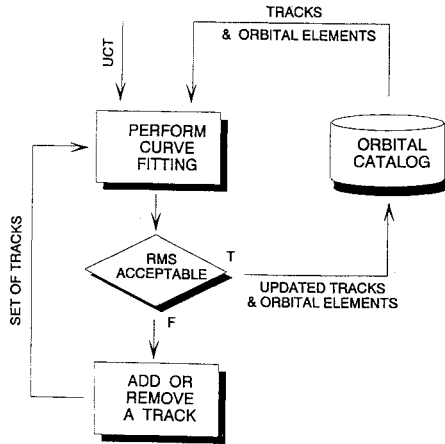 TRACKS
& ORBITAL ELEMENTS
UCT
PERFORM
CURVE
FITTING
ORBITAL
CATALOG
SET OF TRACKS
RMS
ACCEPTABLE
T
UPDATED TRACKS
& ORBITAL ELEMENTS
F
ADD OR
REMOVE
A TRACK